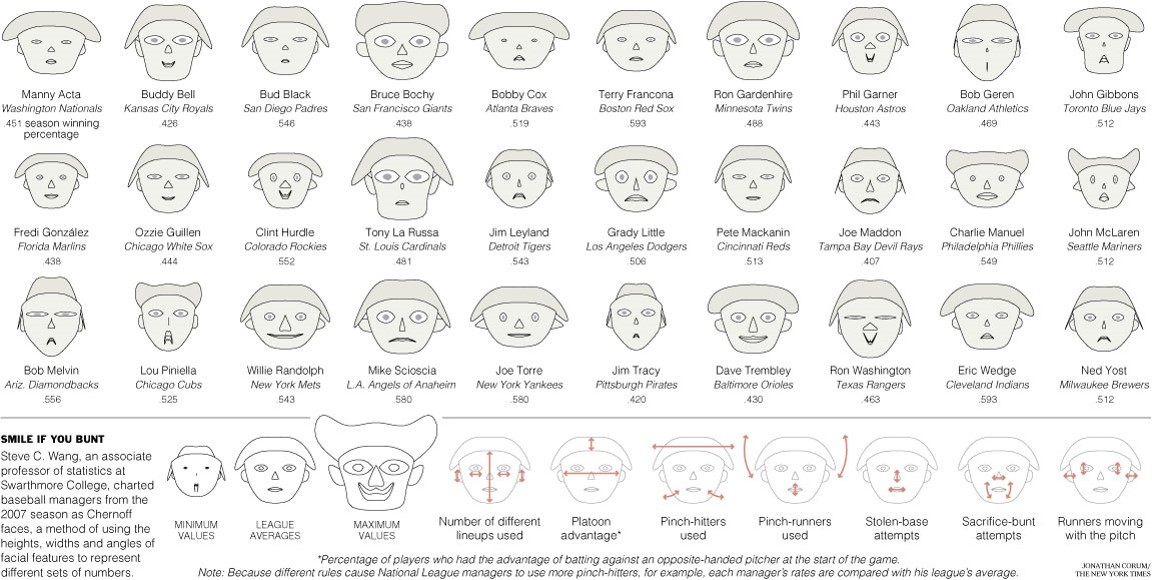 Manny Acta
Washington Nationals
.451 season winning
percentage
Buddy Bell
Kansas City Royals
.426
Bud Black
San Diego Padres
.546
Bruce Bochy
San Francisco Giants
.438
Bobby Cox
Atlanta Braves
.519
Terry Francona
Boston Red Sox
.593
Ron Gardenhire
Minnesota Twins
.488
Phil Garner
Houston Astros
.443
Bob Geren
Oakland Athletics
.469
John Gibbons
Toronto Blue Jays
.512
Fredi González
Florida Marlins
.438
Ozzie Guillen
Chicago White Sox
.444
Clint Hurdle
Colorado Rockies
.552
Tony La Russa
St. Louis Cardinals
.481
Jim Leyland
Detroit Tigers
.543
Grady Little
Los Angeles Dodgers
.506
Pete Mackanin
Cincinnati Reds
.513
Joe Maddon
Tampa Bay Devil Rays
.407
Charlie Manuel
Philadelphia Phillies
.549
John McLaren
Seattle Mariners
.512
Bob Melvin
Ariz. Diamondbacks
.556
Lou Piniella
Chicago Cubs
.525
Willie Randolph
New York Mets
.543
Mike Scioscia
L.A. Angels of Anaheim
.580
Joe Torre
New York Yankees
.580
Jim Tracy
Pittsburgh Pirates
.420
Dave Trembley
Baltimore Orioles
.430
Ron Washington
Texas Rangers
.463
Eric Wedge
Cleveland Indians
.593
Ned Yost
Milwaukee Brewers
.512
SMILE IF YOU BUNT
Steve C. Wang, an associate
professor of statistics at
Swarthmore College, charted
baseball managers from the
2007 season as Chernoff
faces, a method of using the
heights, widths and angles of
facial features to represent
different sets of numbers.
MINIMUM
VALUES
LEAGUE
AVERAGES
MAXIMUM
VALUES
Number of different
lineups used
Platoon
advantage*
Pinch-hitters
used
Pinch-runners
used
Stolen-base
attempts
Sacrifice-bunt
attempts
Runners moving
with the pitch
*Percentage of players who had the advantage of batting against an opposite-handed pitcher at the start of the game.
Note: Because different rules cause National League managers to use more pinch-hitters, for example, each manager's rates are compared with his league's average.
JONATHAN CORUM/
THE NEW YORK TIMES